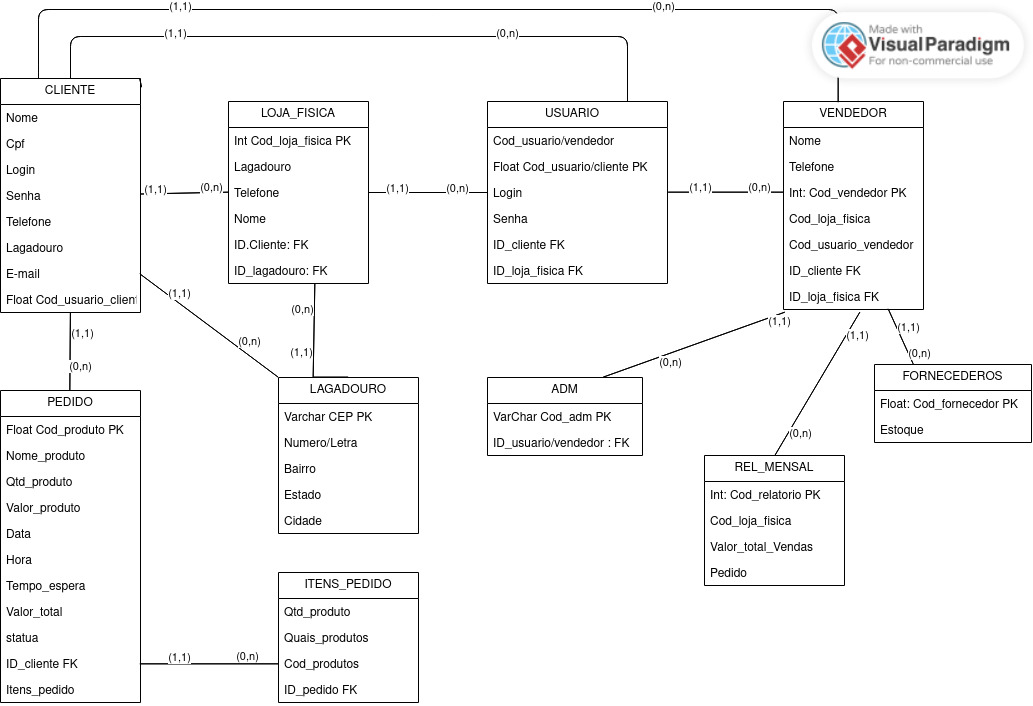 (1,1)
(0,n)
(1,1)
(0,n)
Made with
VisualParadigm
For non-commercial use
CLIENTE
Nome
Cpf
Login
Senha
Telefone
Lagadouro
E-mail
Float Cod_usuario_client
LOJA_FISICA
Int Cod_loja_fisica PK
Lagadouro
Telefone
Nome
ID.Cliente: FK
ID_lagadouro: FK
USUARIO
Cod_usuario/vendedor
Float Cod_usuario/cliente PK
Login
Senha
ID_cliente FK
ID_loja_fisica FK
VENDEDOR
Nome
Telefone
Int: Cod_vendedor PK
Cod_loja_fisica
Cod_usuario_vendedor
ID_cliente FK
ID_loja_fisica FK
(1,1)
(0,n)
(1,1)
(0,n)
(1,1)
(0,n)
(1,1)
(0,n)
(0,n)
(1,1)
(1,1)
(0,n)
(1,1)
(0,n)
(1,1)
(0,n)
(1,1)
(0,n)
PEDIDO
Float Cod_produto PK
Nome_produto
Qtd_produto
Valor_produto
Data
Hora
Tempo_espera
Valor_total
statua
ID_cliente FK
Itens_pedido
LAGADOURO
Varchar CEP PK
Numero/Letra
Bairro
Estado
Cidade
ADM
VarChar Cod_adm PK
ID_usuario/vendedor : FK
FORNECEDEROS
Float: Cod_fornecedor PK
Estoque
REL_MENSAL
Int: Cod_relatorio PK
Cod_loja_fisica
Valor_total_Vendas
Pedido
(1,1)
(0,n)
ITENS_PEDIDO
Qtd_produto
Quais_produtos
Cod_produtos
ID_pedido FK